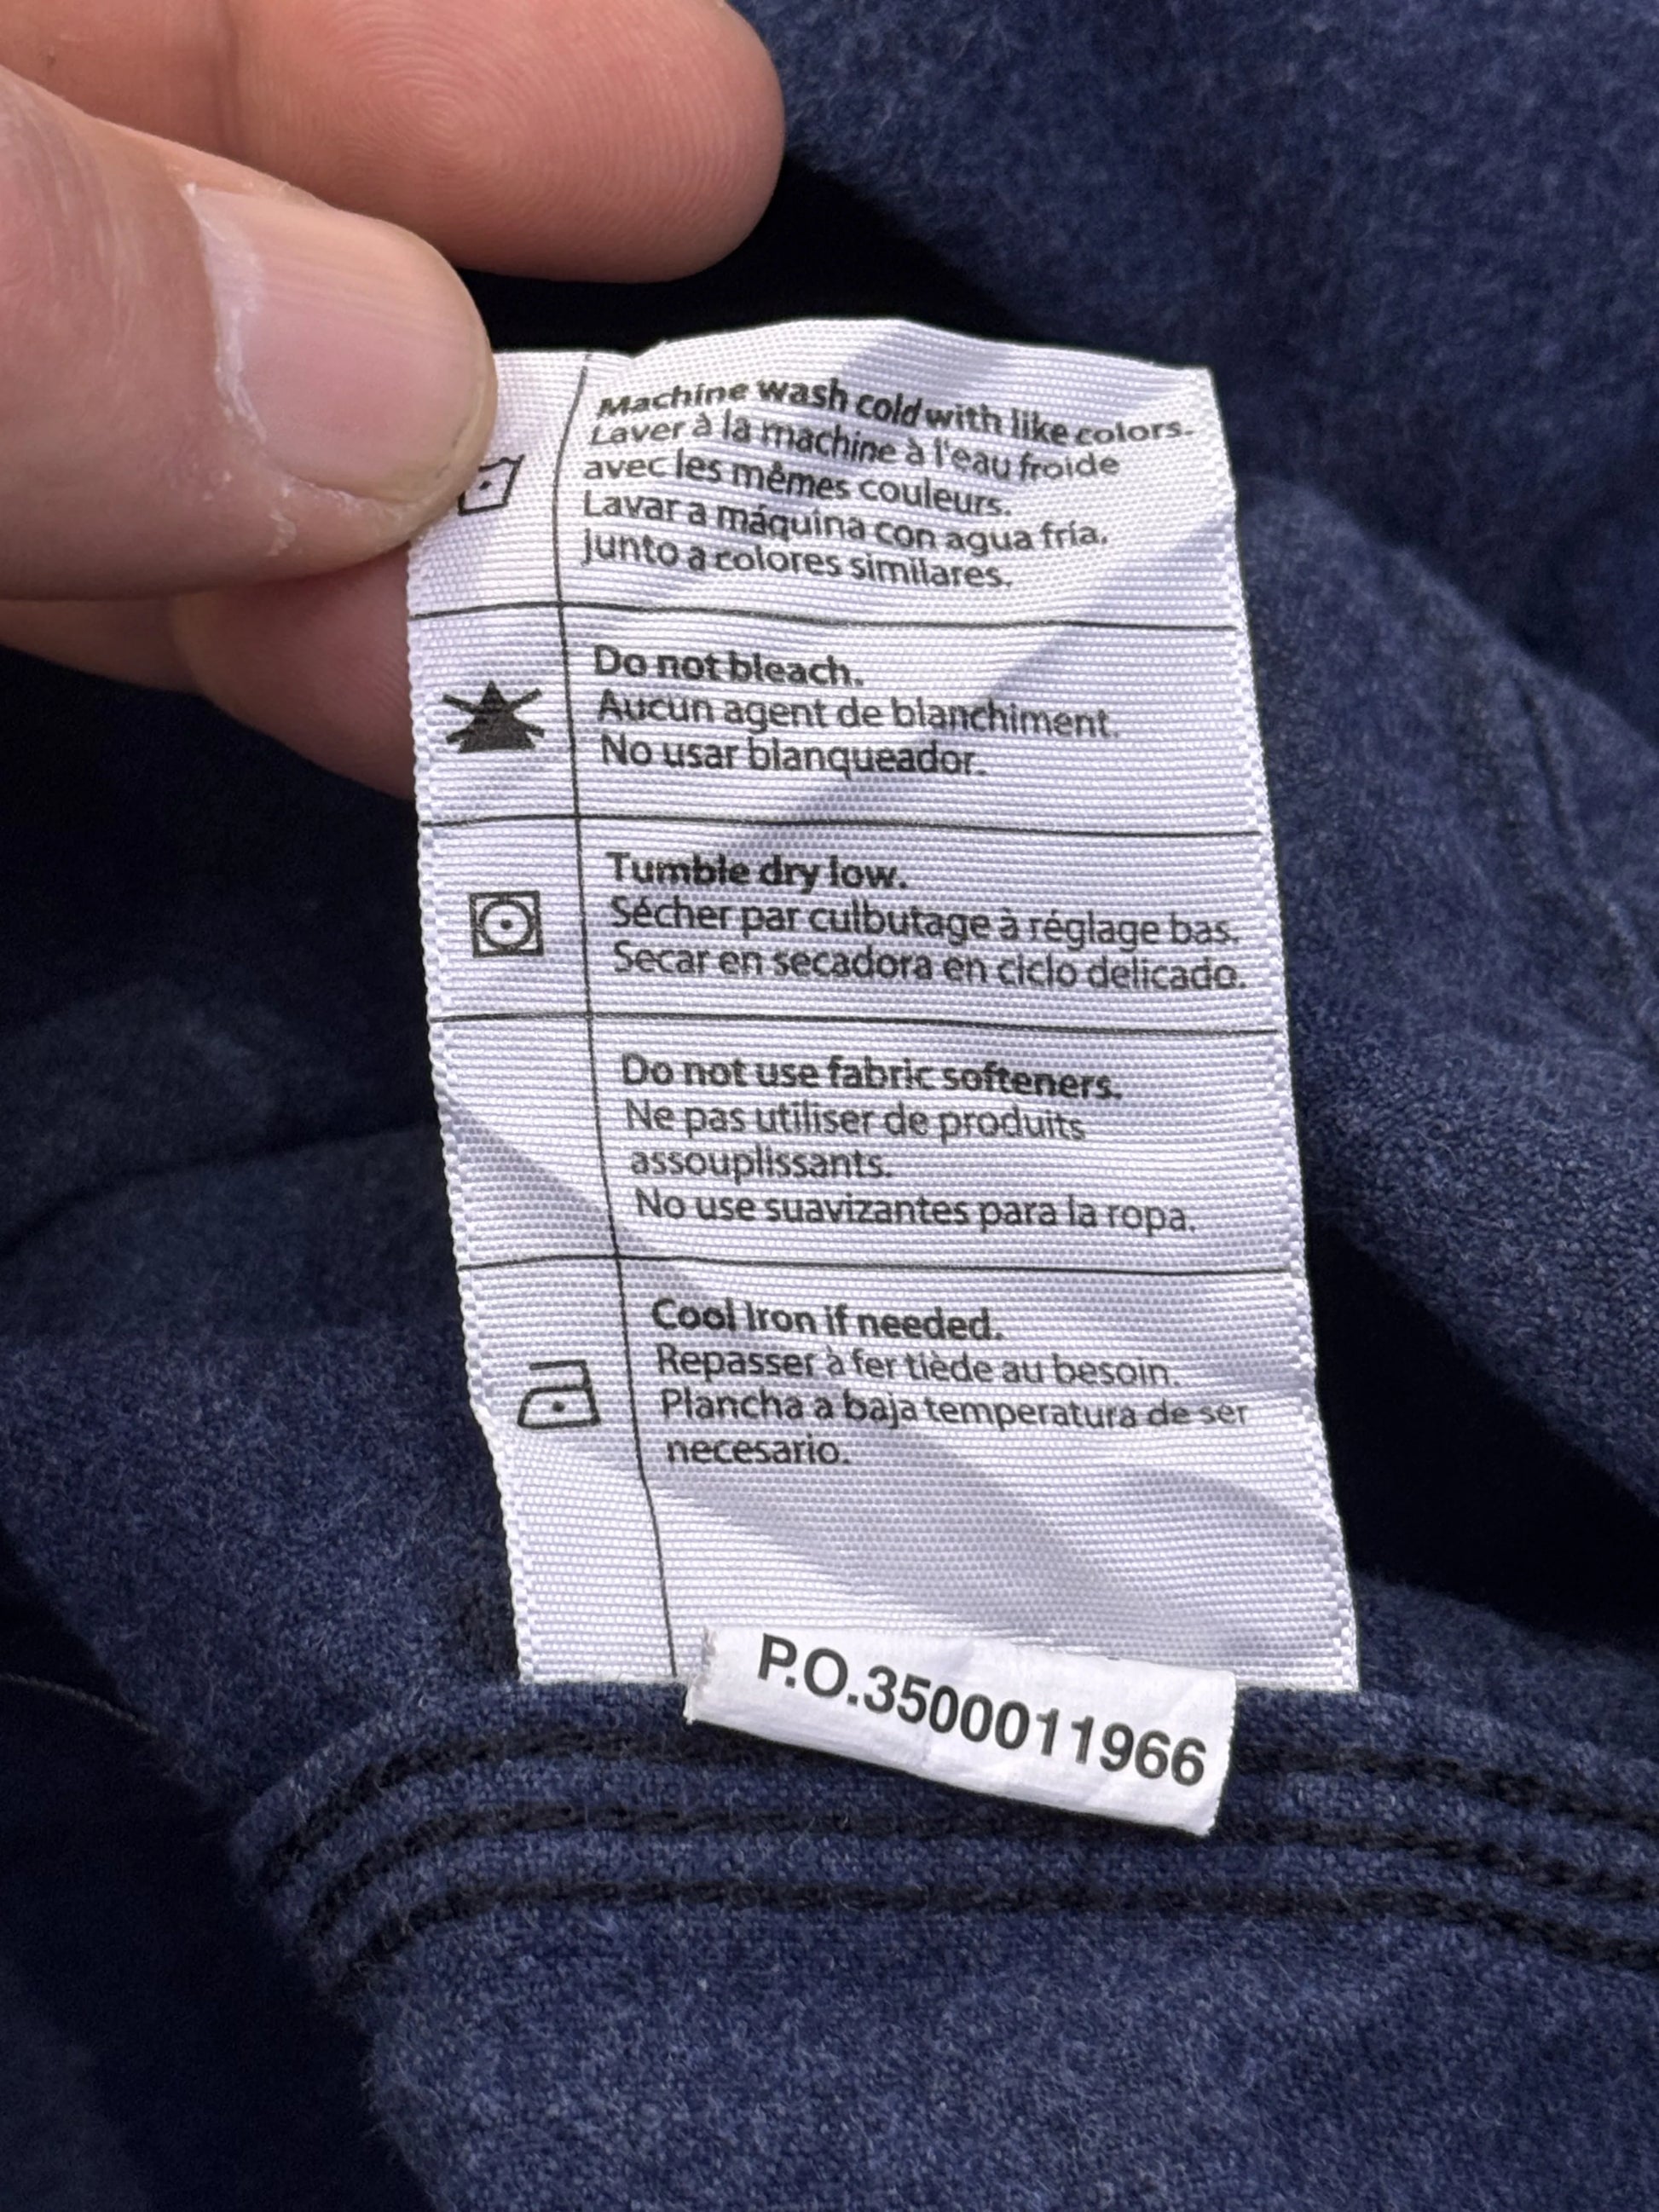 Machine wash cold with like colors.
Laver à la machine à l'eau froide
avec les mêmes couleurs.
Lavar a máquina con agua fría,
junto a colores similares.
Do not bleach.
Aucun agent de blanchiment.
No usar blanqueador.
Tumble dry low.
Sécher par culbutage à réglage bas.
Secar en secadora en ciclo delicado.
Do not use fabric softeners.
Ne pas utiliser de produits
assouplissants.
No use suavizantes para la ropa.
Cool Iron if needed.
Repasser à fer tiède au besoin.
Plancha a baja temperatura de ser
necesario.
P.O.3500011966